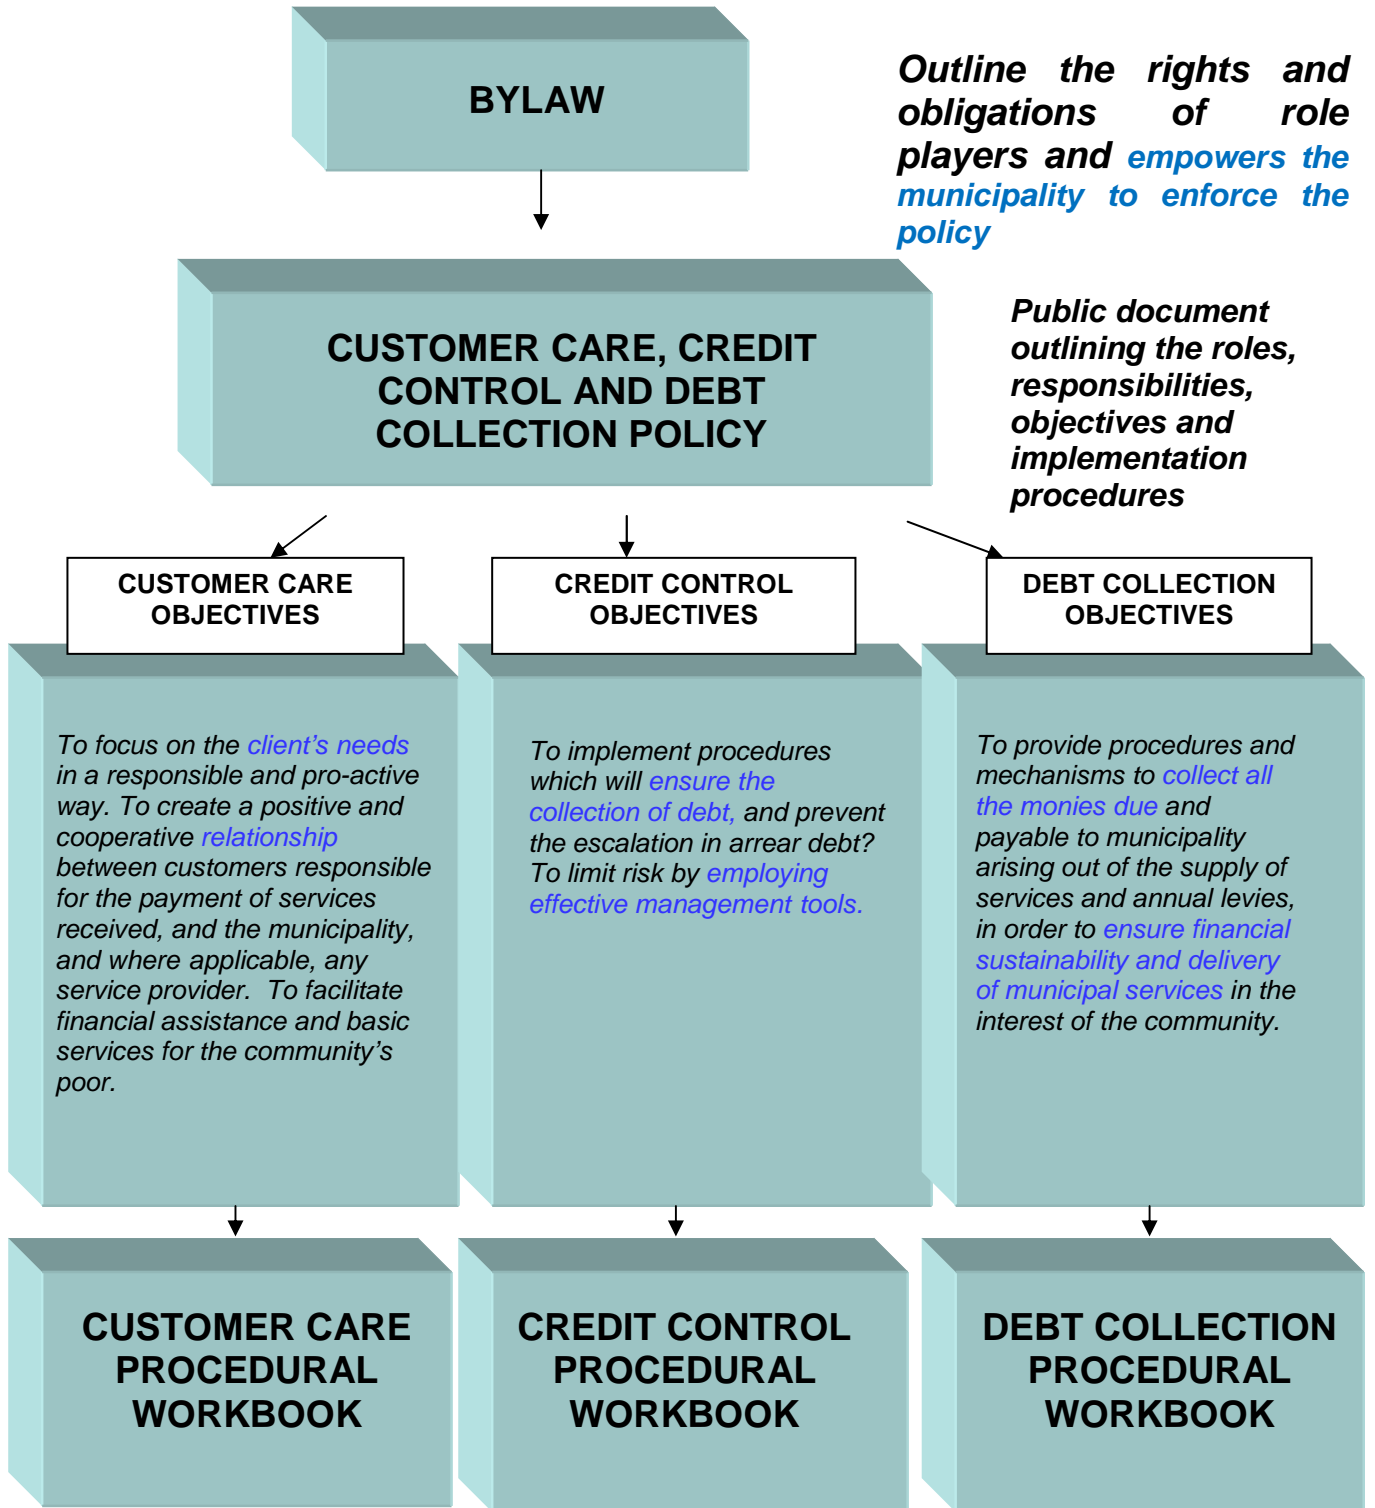 BYLAW
Outline the rights and
obligations of role
players and empowers the
municipality to enforce the
policy
CUSTOMER CARE, CREDIT
CONTROL AND DEBT
COLLECTION POLICY
Public document
outlining the roles,
responsibilities,
objectives and
implementation
procedures
CUSTOMER CARE
OBJECTIVES
To focus on the client's needs
in a responsible and pro-active
way. To create a positive and
cooperative relationship
between customers responsible
for the payment of services
received, and the municipality,
and where applicable, any
service provider.  To facilitate
financial assistance and basic
services for the community's
poor.
CREDIT CONTROL
OBJECTIVES
To implement procedures
which will ensure the
collection of debt, and prevent
the escalation in arrear debt?
To limit risk by employing
effective management tools.
DEBT COLLECTION
OBJECTIVES
To provide procedures and
mechanisms to collect all
the monies due and
payable to municipality
arising out of the supply of
services and annual levies,
in order to ensure financial
sustainability and delivery
of municipal services in the
interest of the community.
CUSTOMER CARE
PROCEDURAL
WORKBOOK
CREDIT CONTROL
PROCEDURAL
WORKBOOK
DEBT COLLECTION
PROCEDURAL
WORKBOOK